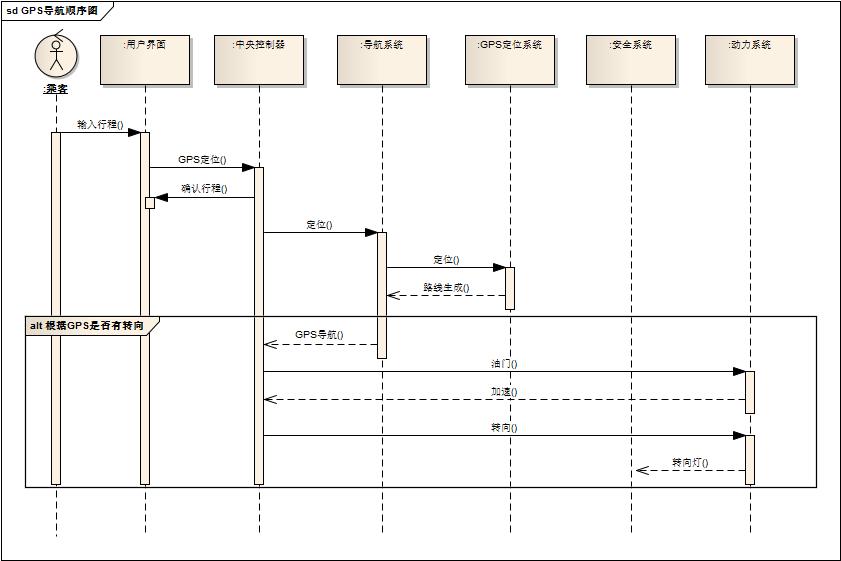 sd GPS导航顺序图
:乘客
:用户界面
:中央控制器
:导航系统
:GPS定位系统
:安全系统
:动力系统
输入行程()
GPS定位()
确认行程()
定位()
定位()
路线生成()
alt 根据GPS是否有转向
GPS导航()
油门()
加速()
转向()
转向灯()